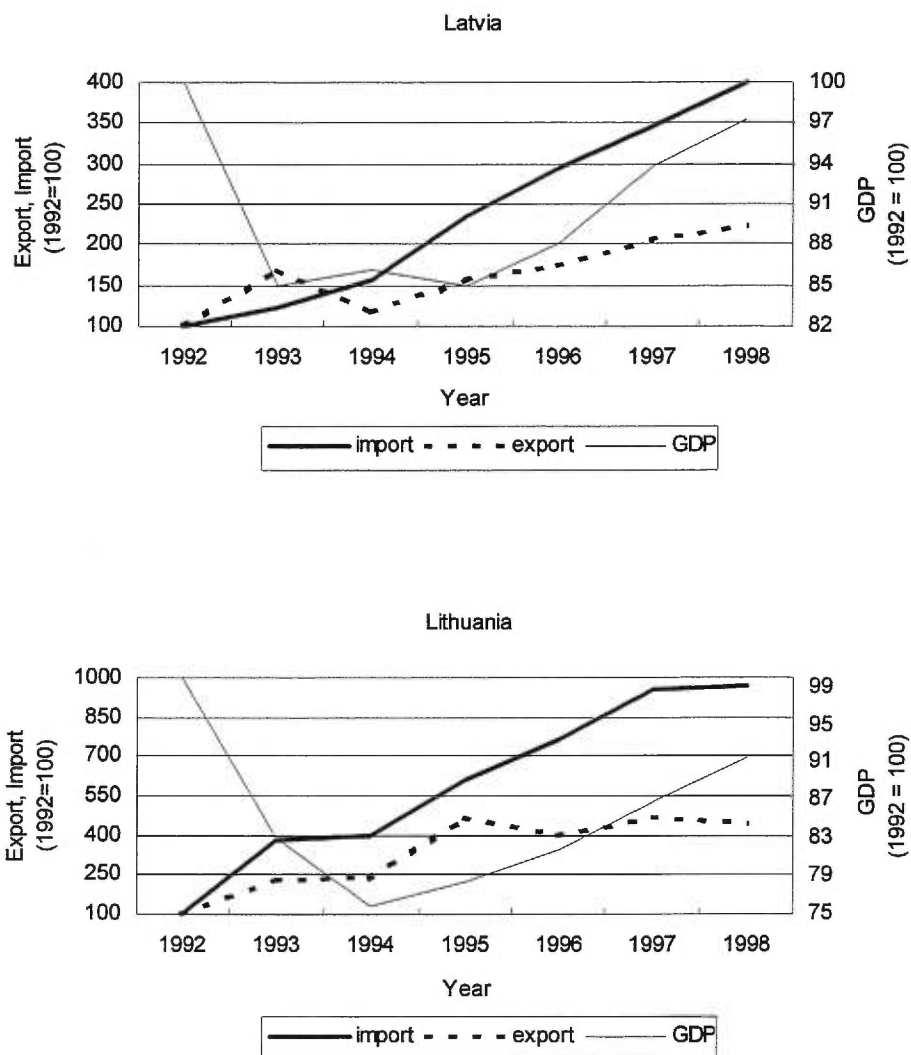 Latvia
Export, Import
(1992=100)
400
350
300
250
200
150
100
100
97
94
91
88
85
82
GDP
(1992 = 100)
1992 1993 1994 1995 1996 1997 1998
Year
import export GDP
Lithuania
Export, Import
(1992=100)
1000
850
700
550
400
250
100
99
95
91
87
83
79
75
GDP
(1992 = 100)
1992 1993 1994 1995 1996 1997 1998
Year
import export GDP